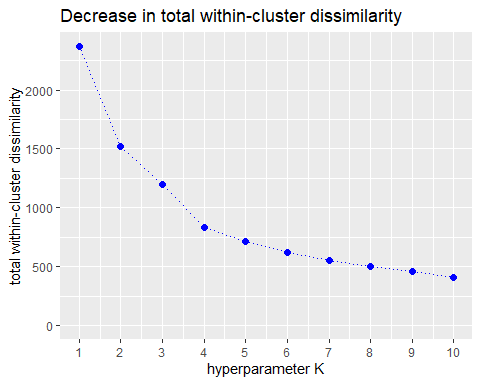 Decrease in total within-cluster dissimilarity
total within-cluster dissimilarity
2000
1500
1000
500
0
1 2 3 4 5 6 7 8 9 10
hyperparameter K